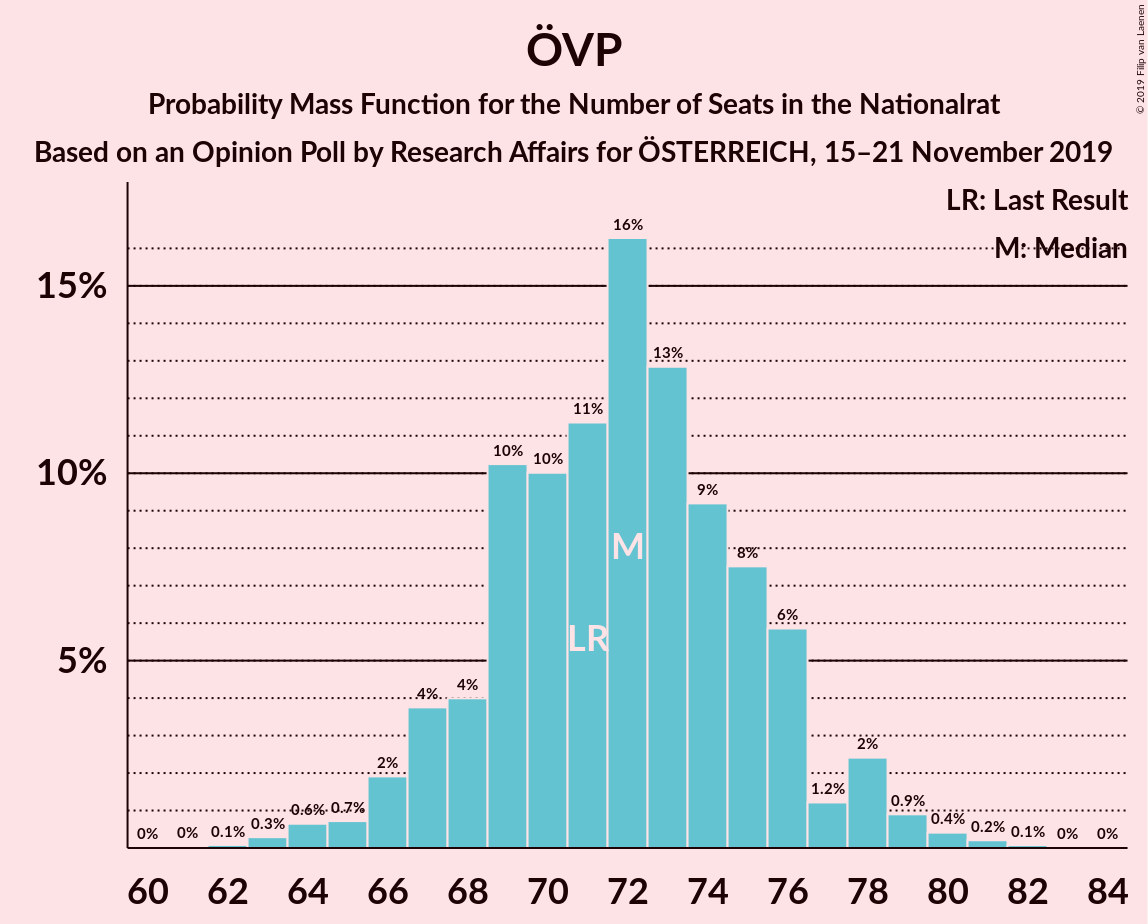 © 2019 Filip van Laenen
ÖVP
Probability Mass Function for the Number of Seats in the Nationalrat
Based on an Opinion Poll by Research Affairs for ÖSTERREICH, 15–21 November 2019
LR: Last Result
M: Median
15%
10%
5%
0% 0% 0.1% 0.3% 0.6% 0.7% 2% 4% 4% 10% 10% 11% 16% 13% 9% 8% 6% 1.2% 2% 0.9% 0.4% 0.2% 0.1% 0% 0%
M
LR
60 62 64 66 68 70 72 74 76 78 80 82 84